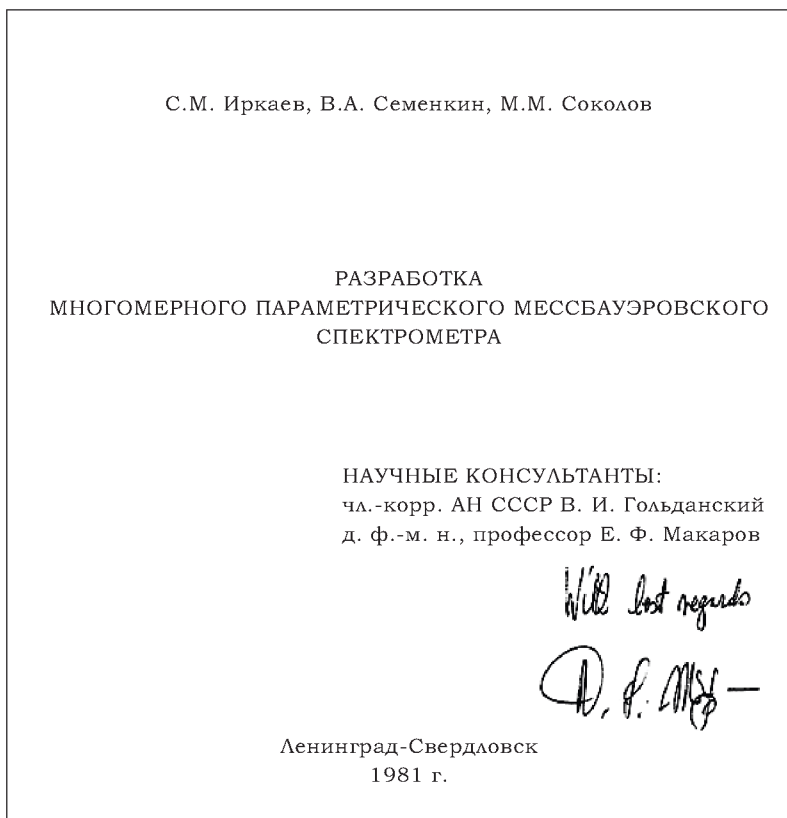 С.М. Иркаев, В.А. Семенкин, М.М. Соколов
РАЗРАБОТКА
МНОГОМЕРНОГО ПАРАМЕТРИЧЕСКОГО МЕССБАУЭРОВСКОГО
СПЕКТРОМЕТРА
НАУЧНЫЕ КОНСУЛЬТАНТЫ:
чл.-корр. АН СССР В. И. Гольданский
д. ф.-м. н., профессор Е. Ф. Макаров
With best regards
Ленинград-Свердловск
1981 г.